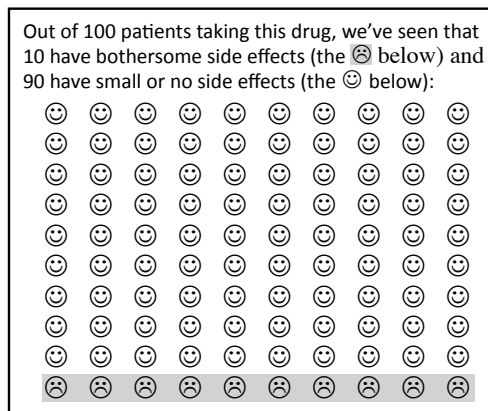 Out of 100 patients taking this drug, we’ve seen that
10 have bothersome side effects (the ☹ below) and
90 have small or no side effects (the ☺ below):